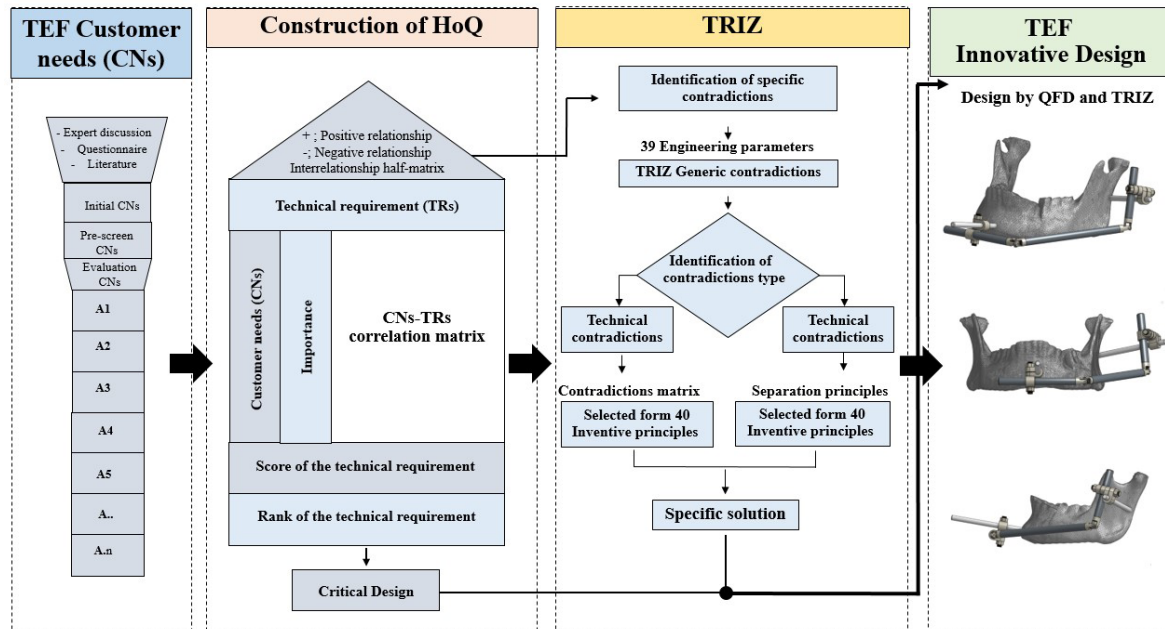 TEF Customer
needs (CNs)
- Expert discussion
- Questionnaire
- Literature
Initial CNs
Pre-screen
CNs
Evaluation
CNs
A1
A2
A3
A4
A5
A..
A.n
Construction of HoQ
+ ; Positive relationship
-; Negative relationship
Interrelationship half-matrix
Technical requirement (TRs)
Customer needs (CNs)
Importance
CNs-TRs
correlation matrix
Score of the technical requirement
Rank of the technical requirement
Critical Design
TRIZ
Identification of specific
contradictions
39 Engineering parameters
TRIZ Generic contradictions
Identification of
contradictions type
Technical
contradictions
Technical
contradictions
Contradictions matrix
Separation principles
Selected form 40
Inventive principles
Selected form 40
Inventive principles
Specific solution
TEF
Innovative Design
Design by QFD and TRIZ